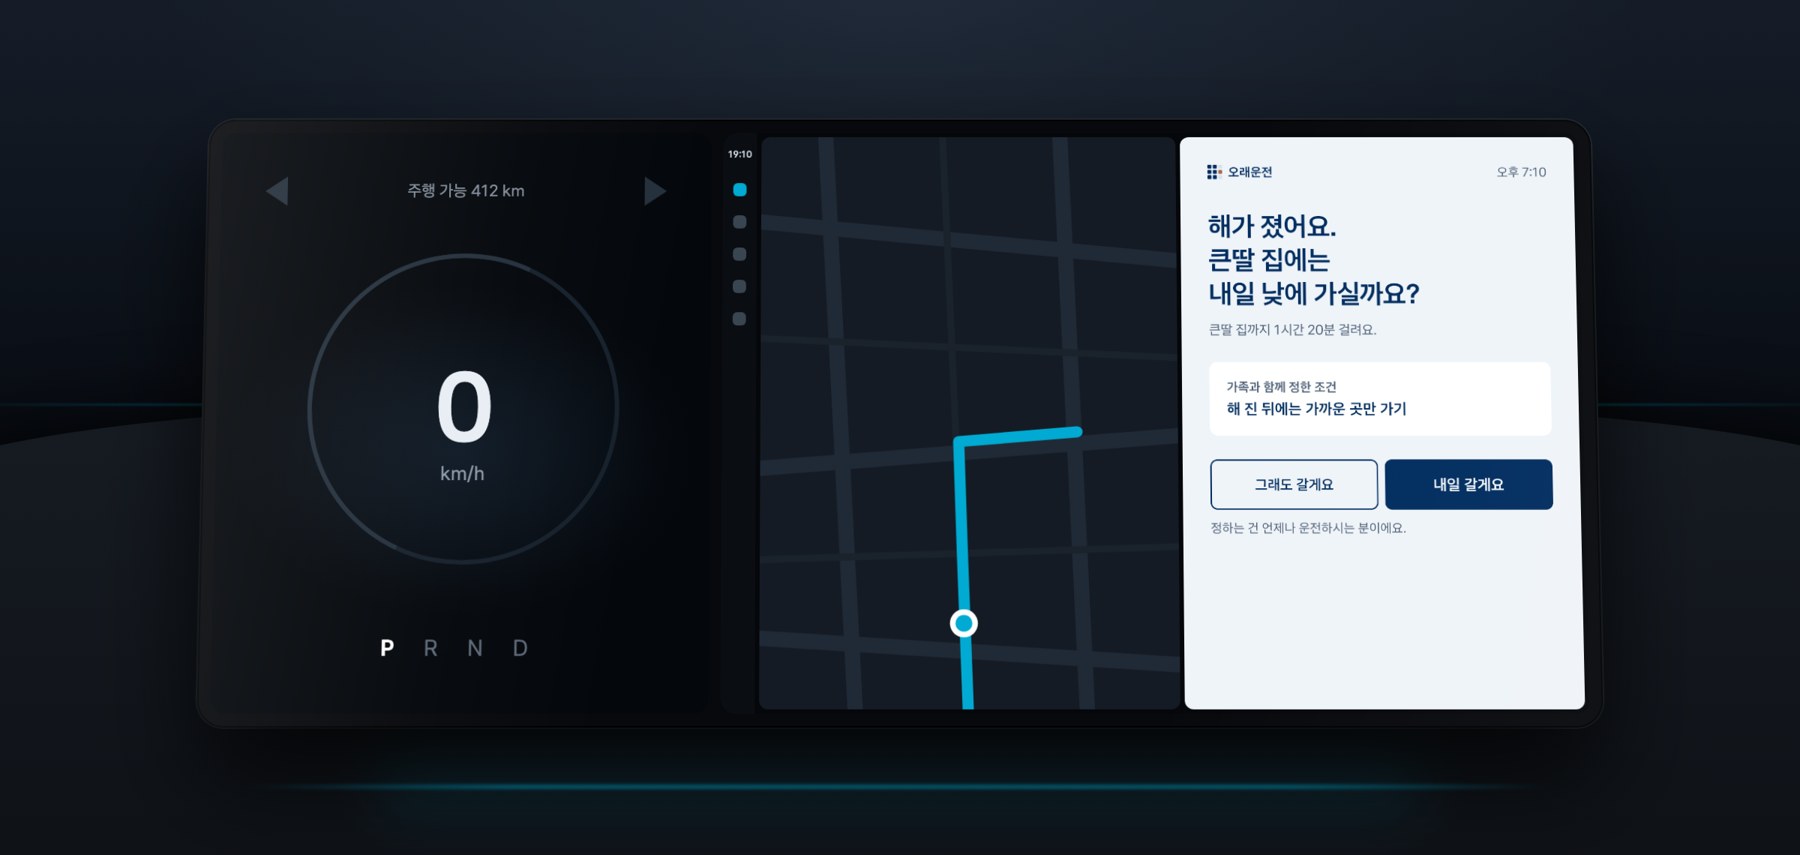 주행 가능 412 km
0
km/h
P R N D
19:10
오래운전
오후 7:10
해가 졌어요.
큰딸 집에는
내일 낮에 가실까요?
큰딸 집까지 1시간 20분 걸려요.
가족과 함께 정한 조건
해 진 뒤에는 가까운 곳만 가기
그래도 갈게요
내일 갈게요
정하는 건 언제나 운전하시는 분이에요.